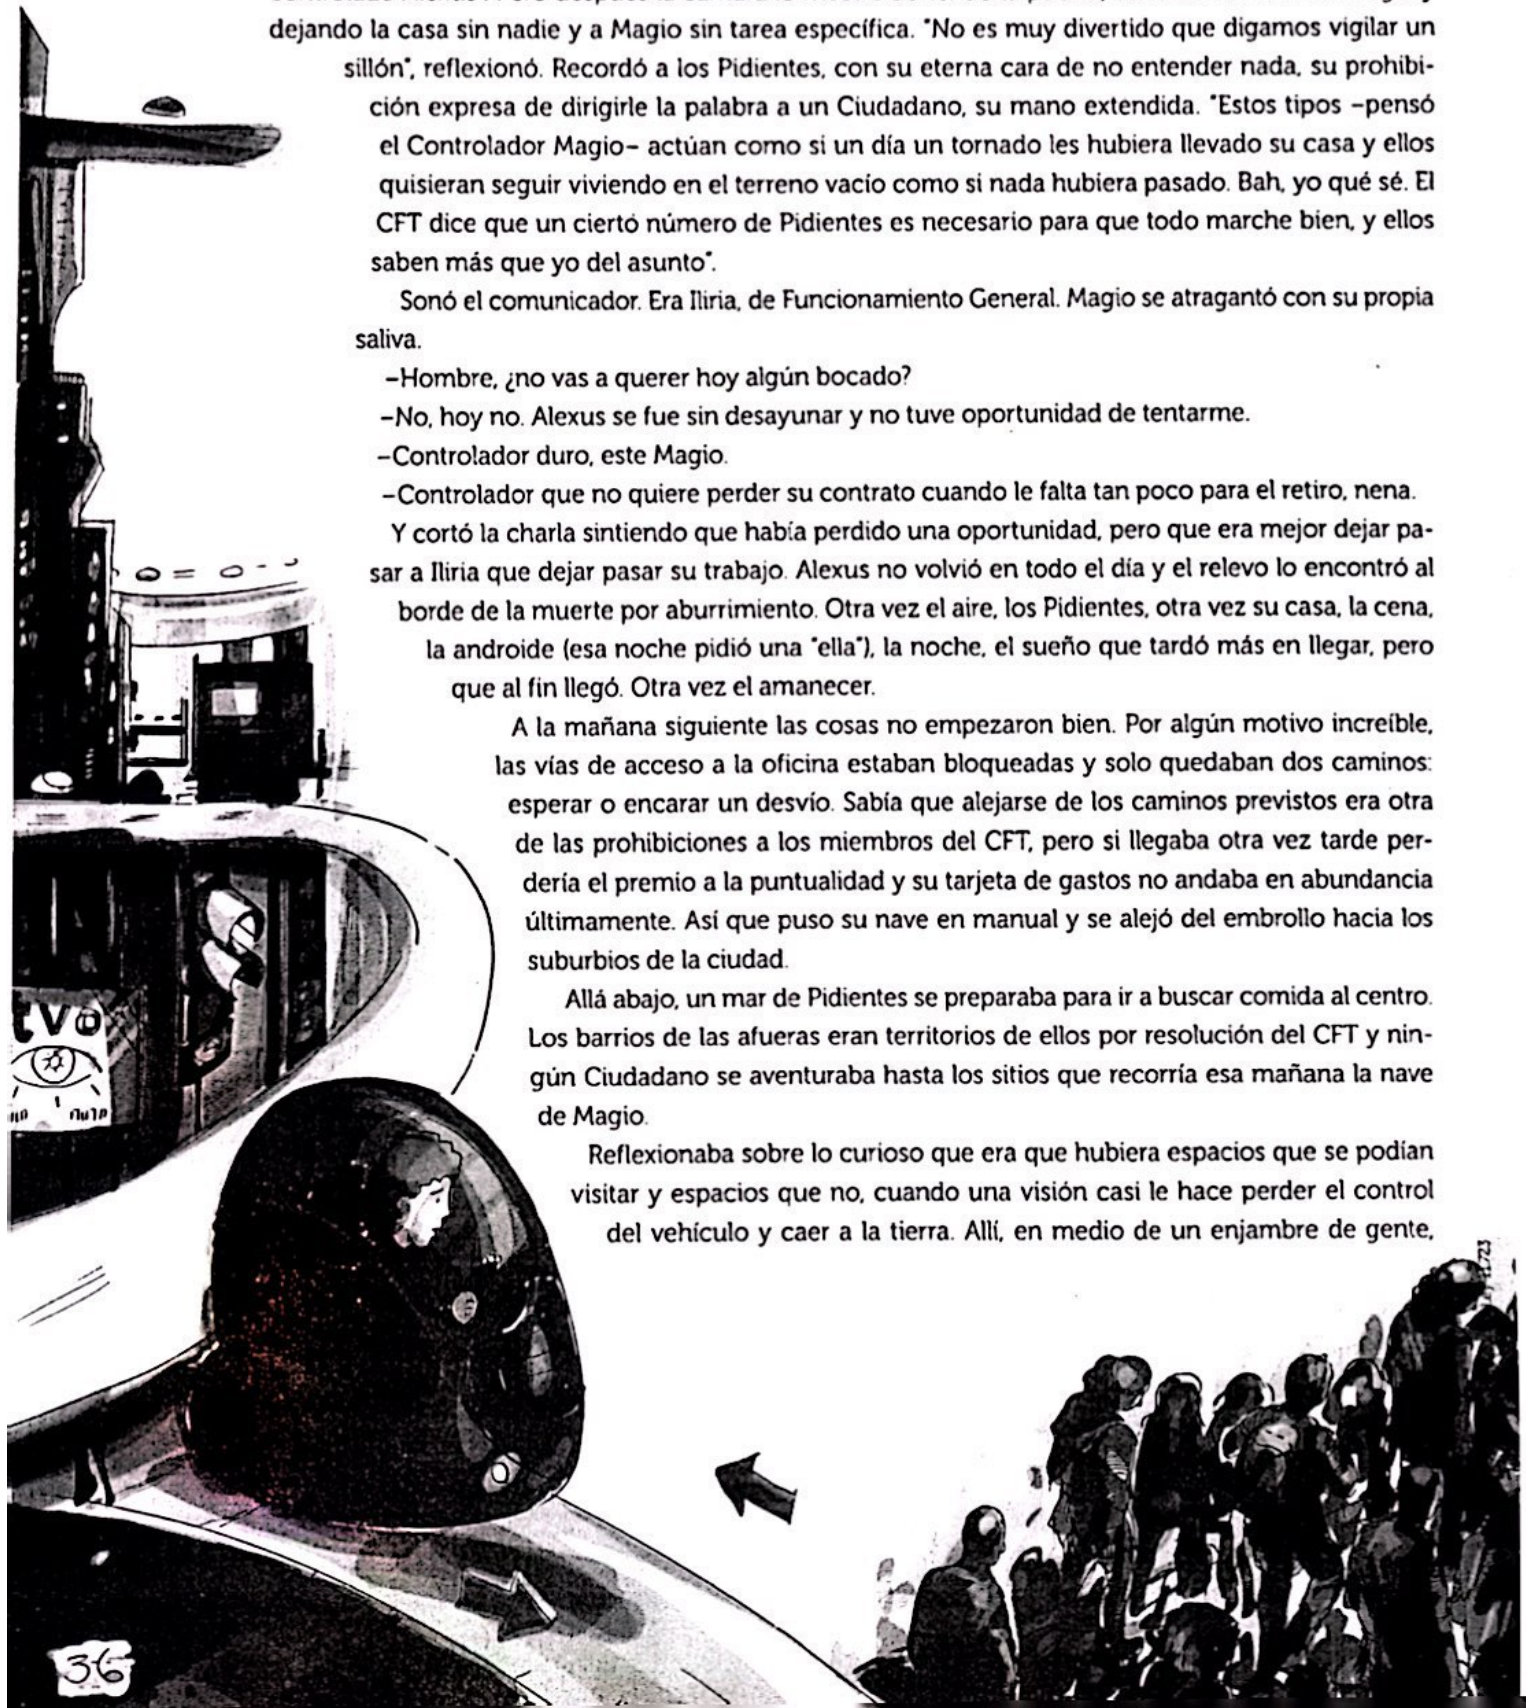 dejando la casa sin nadie y a Magio sin tarea específica. "No es muy divertido que digamos vigilar un
sillón", reflexionó. Recordó a los Pidientes, con su eterna cara de no entender nada, su prohibi-
ción expresa de dirigirle la palabra a un Ciudadano, su mano extendida. "Estos tipos –pensó
el Controlador Magio– actúan como si un día un tornado les hubiera llevado su casa y ellos
quisieran seguir viviendo en el terreno vacío como si nada hubiera pasado. Bah, yo qué sé. El
CFT dice que un ciertó número de Pidientes es necesario para que todo marche bien, y ellos
saben más que yo del asunto".
Sonó el comunicador. Era Iliria, de Funcionamiento General. Magio se atragantó con su propia
saliva.
–Hombre, ¿no vas a querer hoy algún bocado?
–No, hoy no. Alexus se fue sin desayunar y no tuve oportunidad de tentarme.
–Controlador duro, este Magio.
–Controlador que no quiere perder su contrato cuando le falta tan poco para el retiro, nena.
Y cortó la charla sintiendo que había perdido una oportunidad, pero que era mejor dejar pa-
sar a Iliria que dejar pasar su trabajo. Alexus no volvió en todo el día y el relevo lo encontró al
borde de la muerte por aburrimiento. Otra vez el aire, los Pidientes, otra vez su casa, la cena,
la androide (esa noche pidió una "ella"), la noche, el sueño que tardó más en llegar, pero
que al fin llegó. Otra vez el amanecer.
A la mañana siguiente las cosas no empezaron bien. Por algún motivo increíble,
las vías de acceso a la oficina estaban bloqueadas y solo quedaban dos caminos:
esperar o encarar un desvío. Sabía que alejarse de los caminos previstos era otra
de las prohibiciones a los miembros del CFT, pero si llegaba otra vez tarde per-
dería el premio a la puntualidad y su tarjeta de gastos no andaba en abundancia
últimamente. Así que puso su nave en manual y se alejó del embrollo hacia los
suburbios de la ciudad.
Allá abajo, un mar de Pidientes se preparaba para ir a buscar comida al centro.
Los barrios de las afueras eran territorios de ellos por resolución del CFT y nin-
gún Ciudadano se aventuraba hasta los sitios que recorría esa mañana la nave
de Magio.
Reflexionaba sobre lo curioso que era que hubiera espacios que se podían
visitar y espacios que no, cuando una visión casi le hace perder el control
del vehículo y caer a la tierra. Allí, en medio de un enjambre de gente,
36